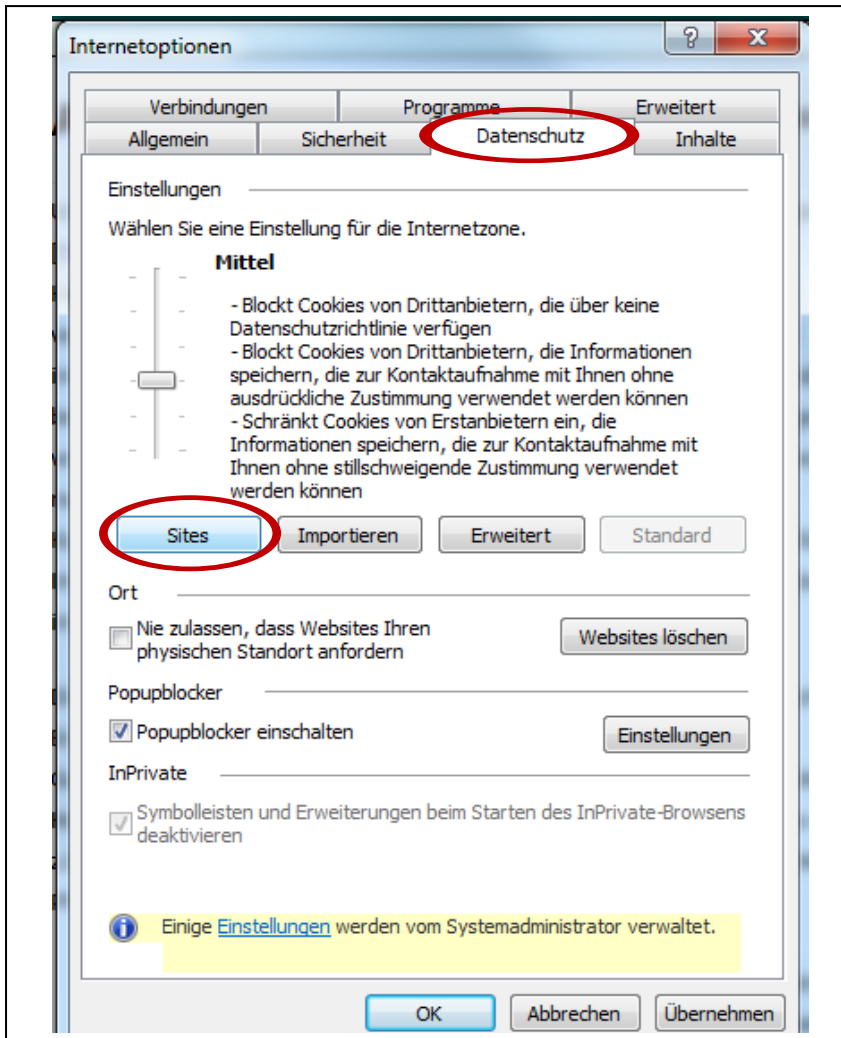 Internetoptionen
Verbindungen Programme Erweitert
Allgemein Sicherheit Datenschutz Inhalte
Einstellungen
Wählen Sie eine Einstellung für die Internetzone.
Mittel
- Blockt Cookies von Drittanbietern, die über keine
Datenschutzrichtlinie verfügen
- Blockt Cookies von Drittanbietern, die Informationen
speichern, die zur Kontaktaufnahme mit Ihnen ohne
ausdrückliche Zustimmung verwendet werden können
- Schränkt Cookies von Erstanbietern ein, die
Informationen speichern, die zur Kontaktaufnahme mit
Ihnen ohne stillschweigende Zustimmung verwendet
werden können
Sites Importieren Erweitert Standard
Ort
Nie zulassen, dass Websites Ihren
physischen Standort anfordern
Websites löschen
Popupblocker
Popupblocker einschalten
Einstellungen
InPrivate
Symbolleisten und Erweiterungen beim Starten des InPrivate-Browsens
deaktivieren
Einige Einstellungen werden vom Systemadministrator verwaltet.
OK Abbrechen Übernehmen